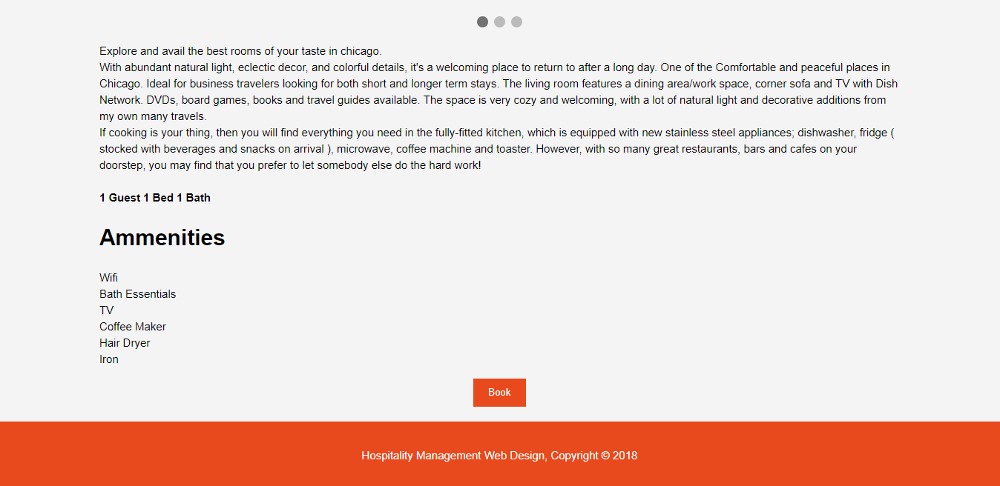 Explore and avail the best rooms of your taste in chicago.
With abundant natural light, eclectic decor, and colorful details, it's a welcoming place to return to after a long day. One of the Comfortable and peaceful places in
Chicago. Ideal for business travelers looking for both short and longer term stays. The living room features a dining area/work space, corner sofa and TV with Dish
Network. DVDs, board games, books and travel guides available. The space is very cozy and welcoming, with a lot of natural light and decorative additions from
my own many travels.
If cooking is your thing, then you will find everything you need in the fully-fitted kitchen, which is equipped with new stainless steel appliances; dishwasher, fridge (
stocked with beverages and snacks on arrival ), microwave, coffee machine and toaster. However, with so many great restaurants, bars and cafes on your
doorstep, you may find that you prefer to let somebody else do the hard work!
1 Guest 1 Bed 1 Bath
Ammenities
Wifi
Bath Essentials
TV
Coffee Maker
Hair Dryer
Iron
Book
Hospitality Management Web Design, Copyright © 2018